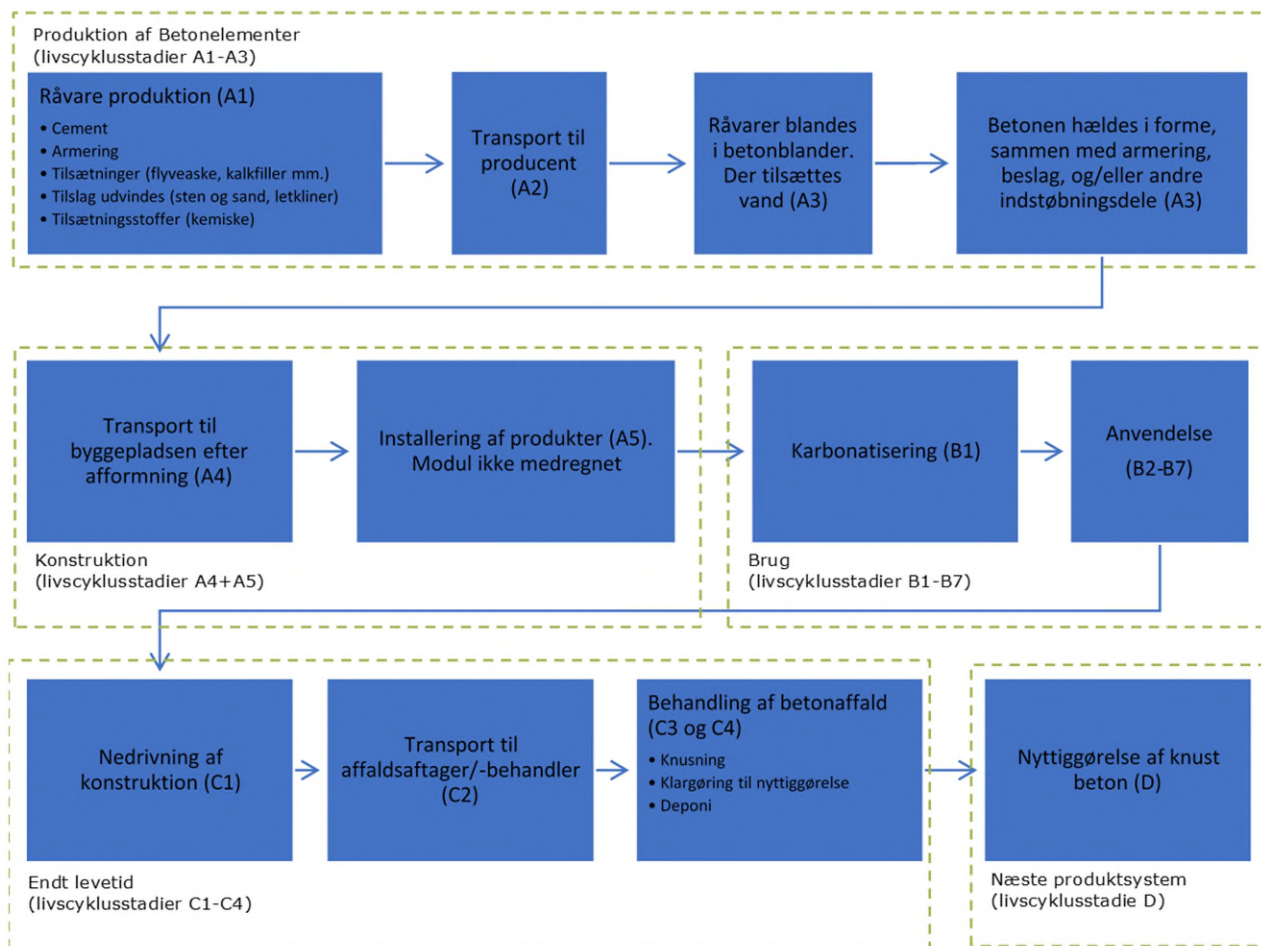 Produktion af Betonelementer
(livscyklusstadier A1-A3)
Råvare produktion (A1)
• Cement
• Armering
• Tilsætninger (flyveaske, kalkfiller mm.)
• Tilslag udvindes (sten og sand, letkliner)
• Tilsætningsstoffer (kemiske)
Transport til
producent
(A2)
Råvarer blandes
i betonblander.
Der tilsættes
vand (A3)
Betonen hældes i forme,
sammen med armering,
beslag, og/eller andre
indstøbningsdele (A3)
Transport til
byggepladsen efter
afformning (A4)
Installering af produkter (A5).
Modul ikke medregnet
Konstruktion
(livscyklusstadier A4+A5)
Karbonatisering (B1)
Anvendelse
(B2-B7)
Brug
(livscyklusstadier B1-B7)
Nedrivning af
konstruktion (C1)
Transport til
affaldsaftager/-behandler
(C2)
Behandling af betonaffald
(C3 og C4)
• Knusning
• Klargøring til nyttiggørelse
• Deponi
Endt levetid
(livscyklusstadier C1-C4)
Nyttiggørelse af knust
beton (D)
Næste produktsystem
(livscyklusstadie D)